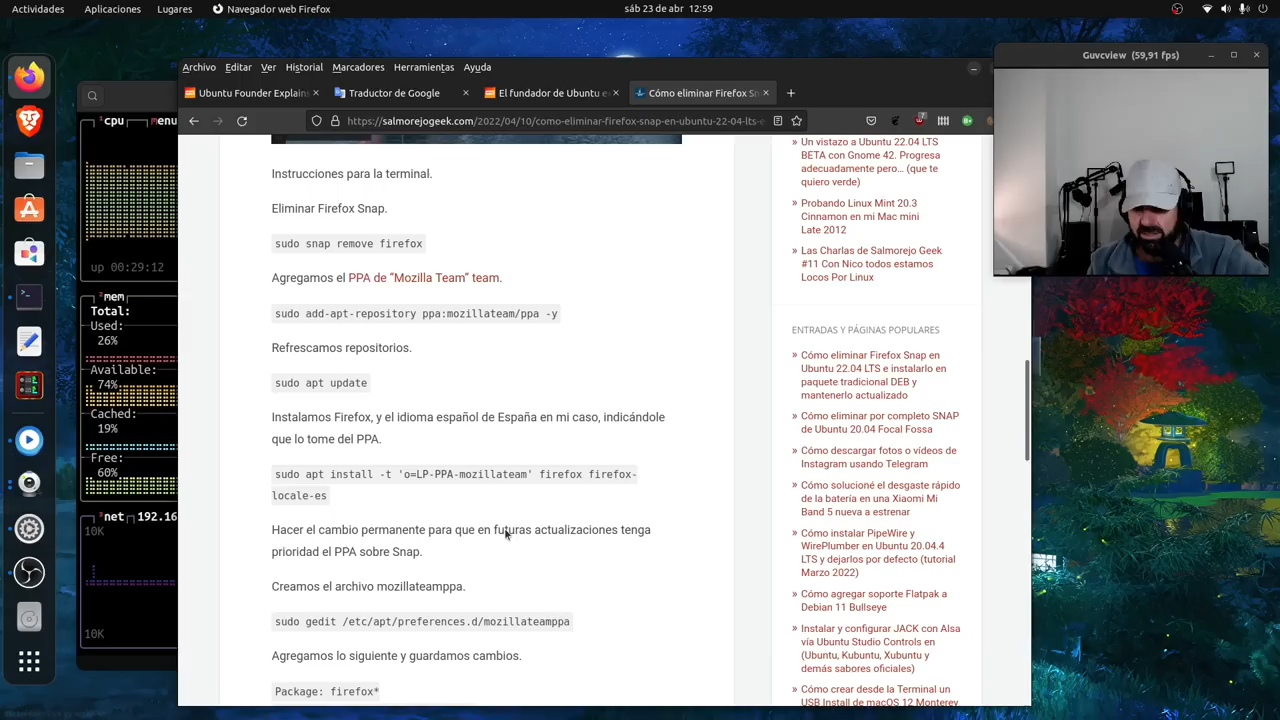 Actividades
Aplicaciones
Lugares
Navegador web Firefox
sáb 23 de abr 12:59
Archivo Editar Ver Historial Marcadores Herramientas Ayuda
Ubuntu Founder Explains
Traductor de Google
El fundador de Ubuntu ex
Cómo eliminar Firefox Sn
https://salmorejogeek.com/2022/04/10/como-eliminar-firefox-snap-en-ubuntu-22-04-lts-e
Guvcview (59,91 fps)
cpu menu
up 00:29:12
mem
Total:
Used:
26%
Available:
74%
Cached:
19%
Free:
60%
net 192.16
10K
10K
Instrucciones para la terminal.
Eliminar Firefox Snap.
sudo snap remove firefox
Agregamos el PPA de “Mozilla Team” team.
sudo add-apt-repository ppa:mozillateam/ppa -y
Refrescamos repositorios.
sudo apt update
Instalamos Firefox, y el idioma español de España en mi caso, indicándole
que lo tome del PPA.
sudo apt install -t 'o=LP-PPA-mozillateam' firefox firefox-
locale-es
Hacer el cambio permanente para que en futuras actualizaciones tenga
prioridad el PPA sobre Snap.
Creamos el archivo mozillateamppa.
sudo gedit /etc/apt/preferences.d/mozillateamppa
Agregamos lo siguiente y guardamos cambios.
Package: firefox*
» Un vistazo a Ubuntu 22.04 LTS
BETA con Gnome 42. Progresa
adecuadamente pero… (que te
quiero verde)
» Probando Linux Mint 20.3
Cinnamon en mi Mac mini
Late 2012
» Las Charlas de Salmorejo Geek
#11 Con Nico todos estamos
Locos Por Linux
ENTRADAS Y PÁGINAS POPULARES
» Cómo eliminar Firefox Snap en
Ubuntu 22.04 LTS e instalarlo en
paquete tradicional DEB y
mantenerlo actualizado
» Cómo eliminar por completo SNAP
de Ubuntu 20.04 Focal Fossa
» Cómo descargar fotos o vídeos de
Instagram usando Telegram
» Cómo solucioné el desgaste rápido
de la batería en una Xiaomi Mi
Band 5 nueva a estrenar
» Cómo instalar PipeWire y
WirePlumber en Ubuntu 20.04.4
LTS y dejarlos por defecto (tutorial
Marzo 2022)
» Cómo agregar soporte Flatpak a
Debian 11 Bullseye
» Instalar y configurar JACK con Alsa
vía Ubuntu Studio Controls en
(Ubuntu, Kubuntu, Xubuntu y
demás sabores oficiales)
» Cómo crear desde la Terminal un
USB Install de macOS 12 Monterey